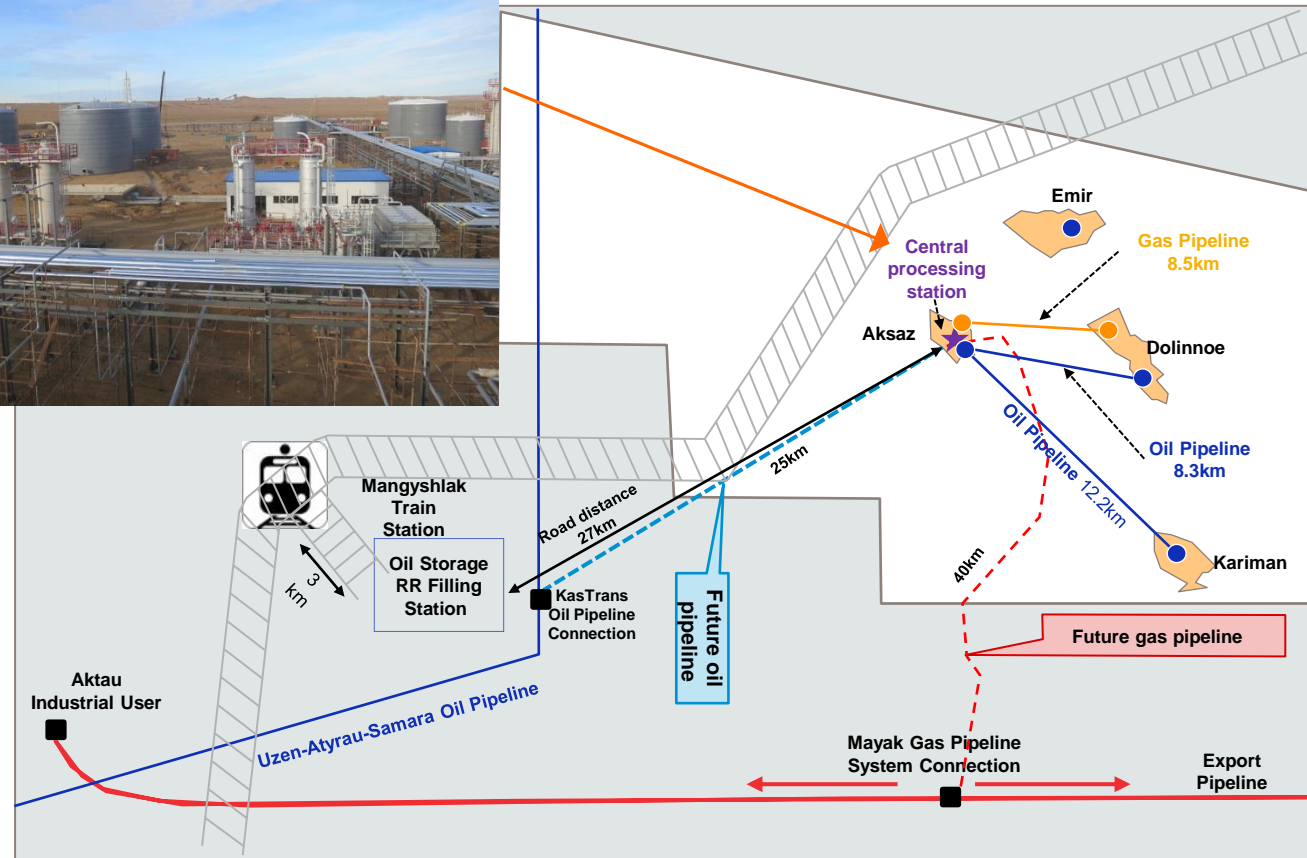 Emir
Gas Pipeline
8.5km
Central
processing
station
Aksaz
Dolinnoe
Oil Pipeline 12.2km
Oil Pipeline
8.3km
25km
Mangyshlak
Train
Station
Road distance
27km
Oil Storage
RR Filling
Station
3
km
KasTrans
Oil Pipeline
Connection
Future oil
pipeline
40km
Kariman
Future gas pipeline
Aktau
Industrial User
Uzen-Atyrau-Samara Oil Pipeline
Mayak Gas Pipeline
System Connection
Export
Pipeline